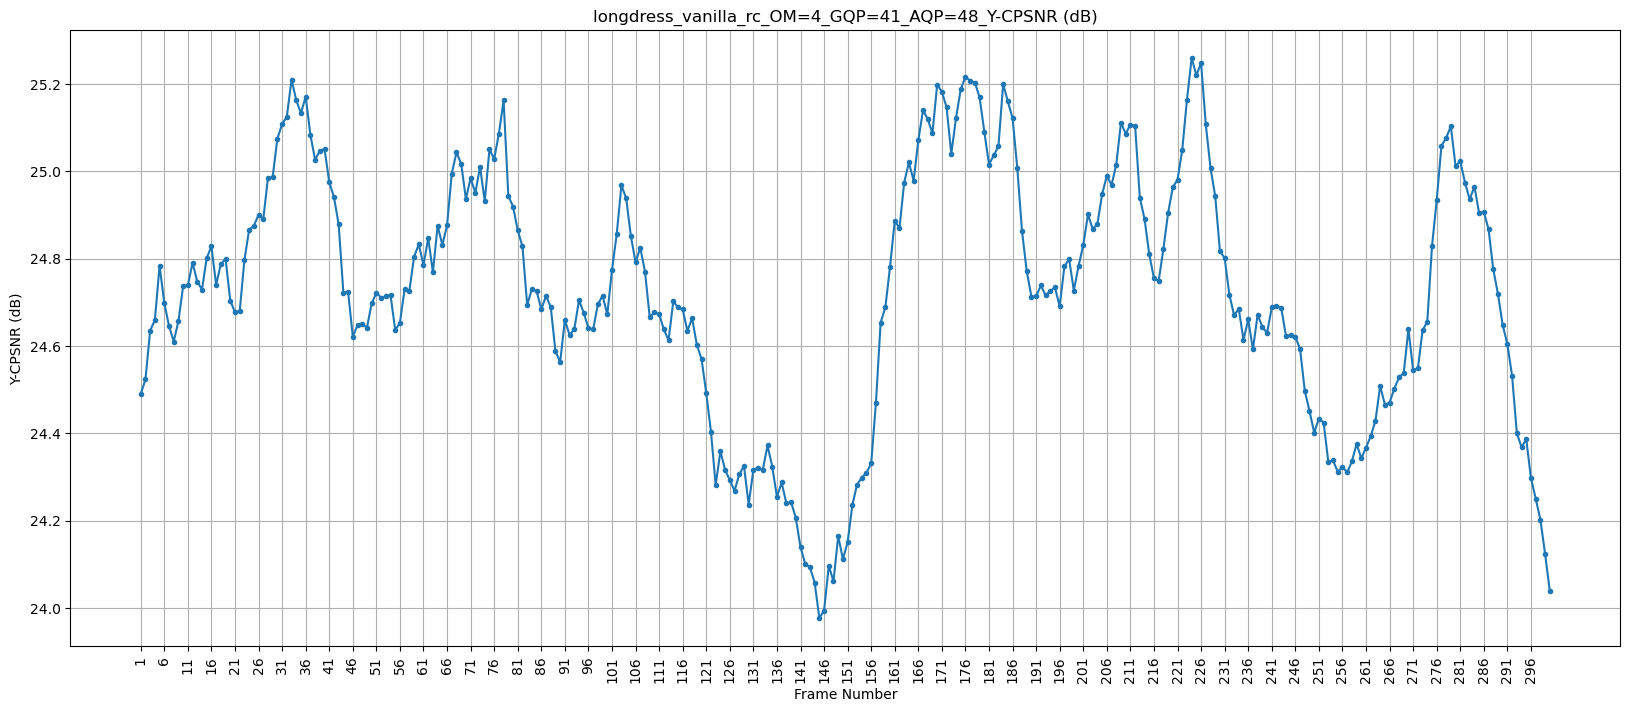 longdress_vanilla_rc_OM=4_GQP=41_AQP=48_Y-CPSNR (dB)
Y-CPSNR (dB)
25.2
25.0
24.8
24.6
24.4
24.2
24.0
1 6 11 16 21 26 31 36 41 46 51 56 61 66 71 76 81 86 91 96 101 106 111 116 121 126 131 136 141 146 151 156 161 166 171 176 181 186 191 196 201 206 211 216 221 226 231 236 241 246 251 256 261 266 271 276 281 286 291 296
Frame Number